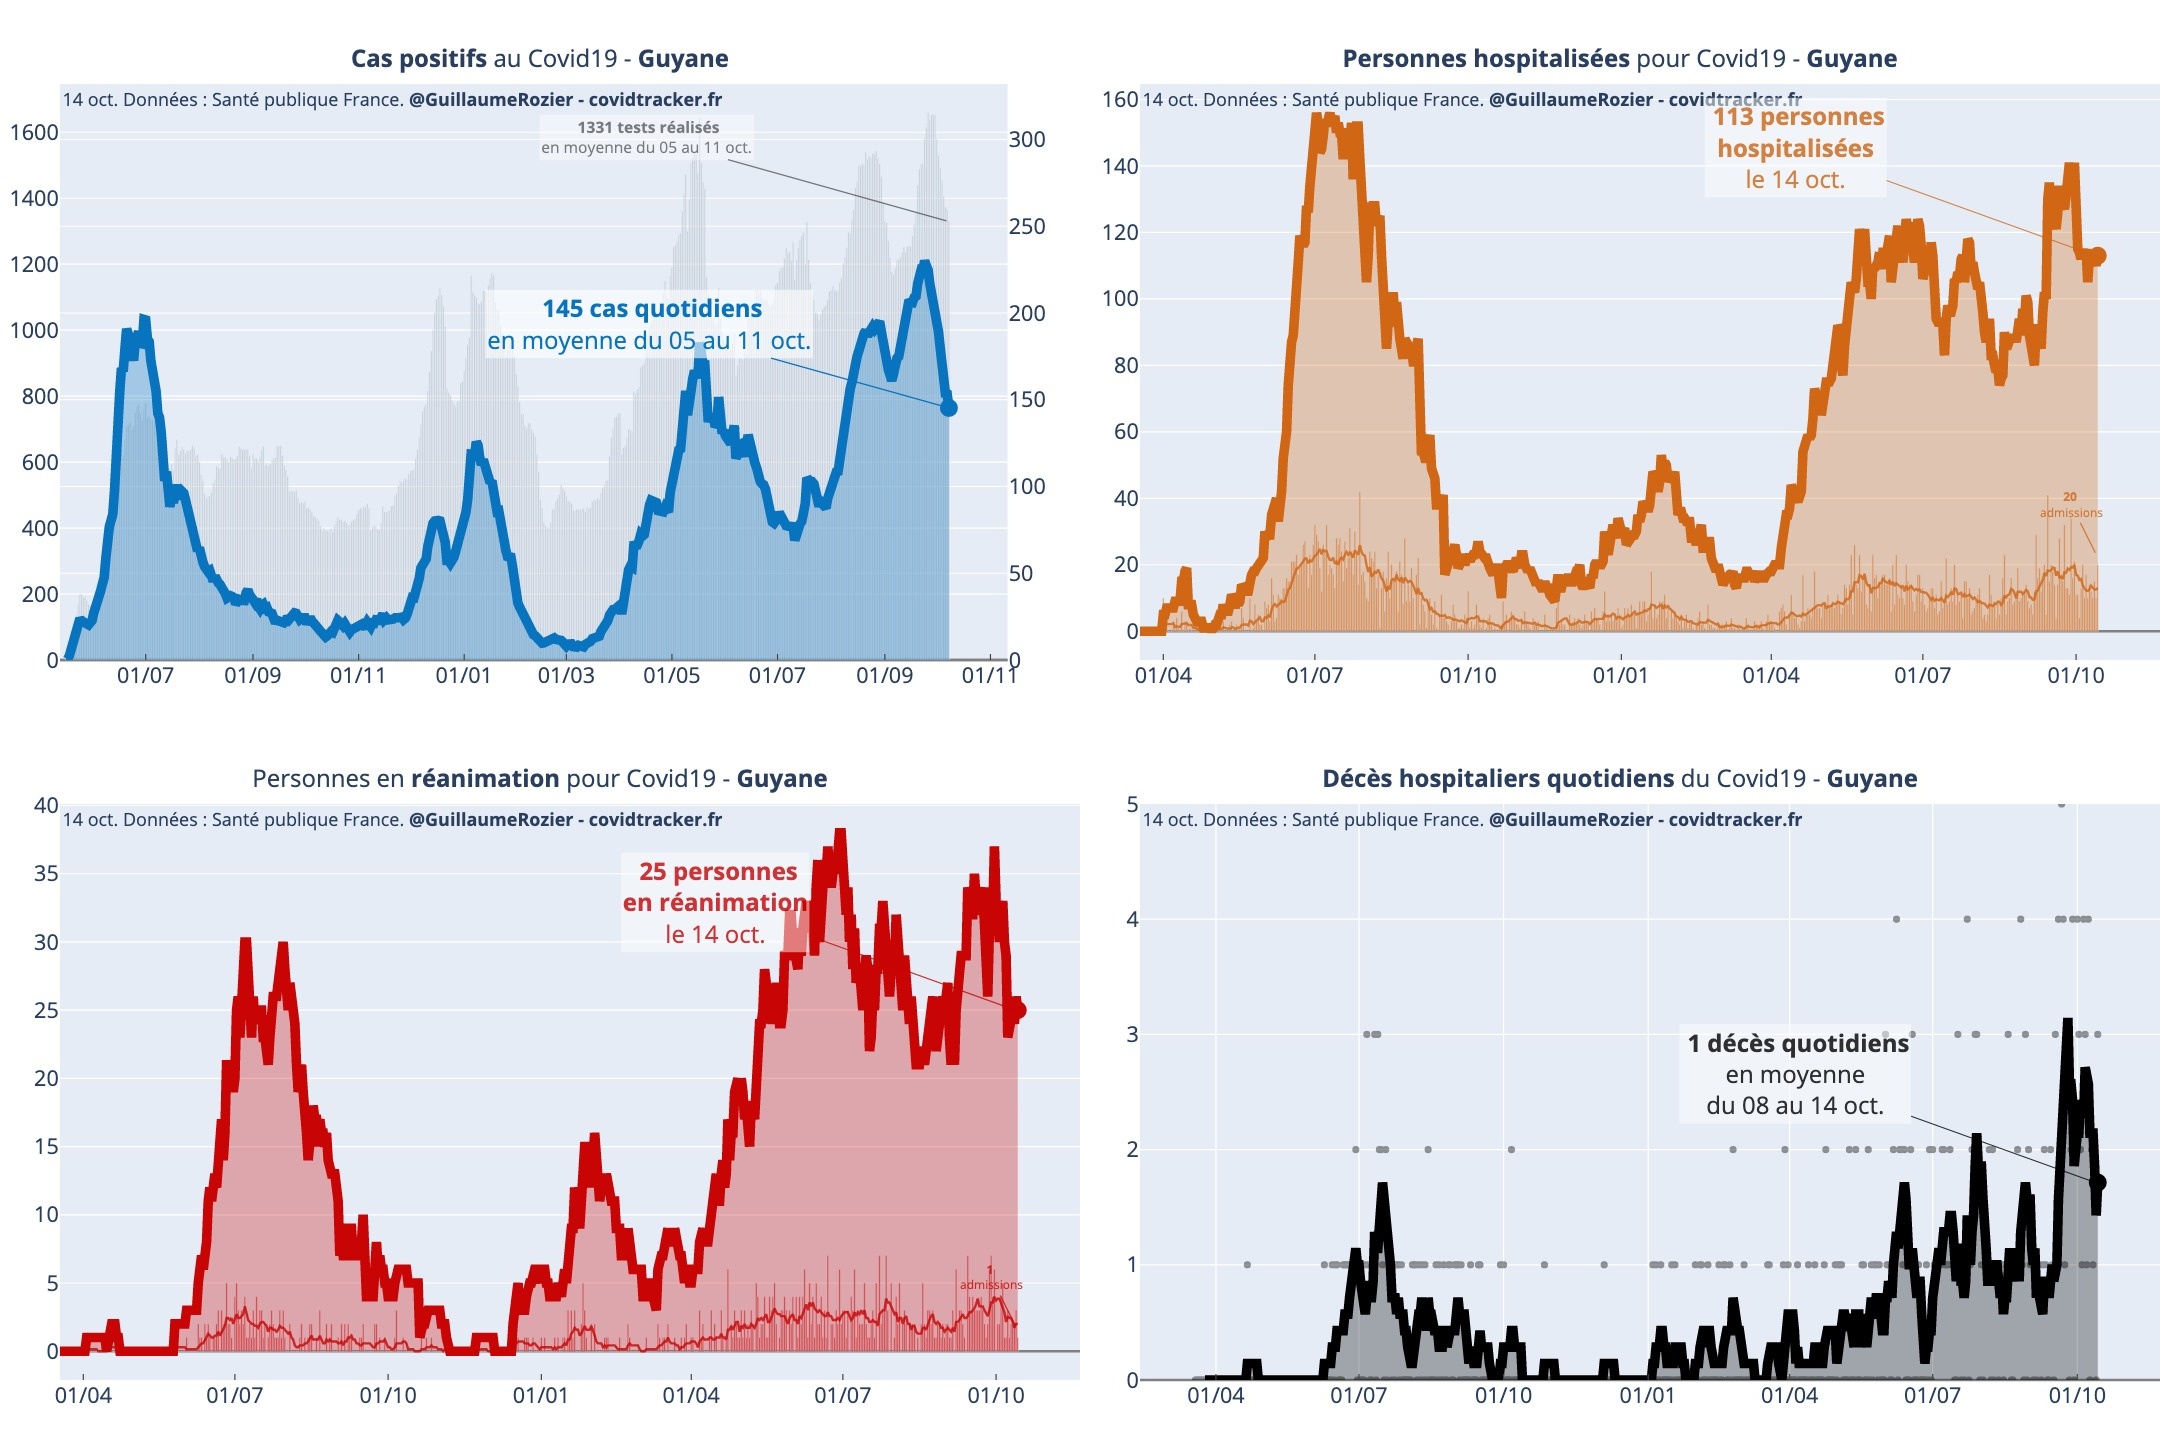 Cas positifs au Covid19 - Guyane
14 oct. Données : Santé publique France. @GuillaumeRozier - covidtracker.fr
1331 tests réalisés
en moyenne du 05 au 11 oct.
145 cas quotidiens
en moyenne du 05 au 11 oct.
1600
1400
1200
1000
800
600
400
200
0
300
250
200
150
100
50
0
01/07 01/09 01/11 01/01 01/03 01/05 01/07 01/09 01/11
Personnes hospitalisées pour Covid19 - Guyane
14 oct. Données : Santé publique France. @GuillaumeRozier - covidtracker.fr
113 personnes
hospitalisées
le 14 oct.
20
admissions
160
140
120
100
80
60
40
20
0
01/04 01/07 01/10 01/01 01/04 01/07 01/10
Personnes en réanimation pour Covid19 - Guyane
14 oct. Données : Santé publique France. @GuillaumeRozier - covidtracker.fr
25 personnes
en réanimation
le 14 oct.
1
admissions
40
35
30
25
20
15
10
5
0
01/04 01/07 01/10 01/01 01/04 01/07 01/10
Décès hospitaliers quotidiens du Covid19 - Guyane
14 oct. Données : Santé publique France. @GuillaumeRozier - covidtracker.fr
1 décès quotidiens
en moyenne
du 08 au 14 oct.
5
4
3
2
1
0
01/04 01/07 01/10 01/01 01/04 01/07 01/10